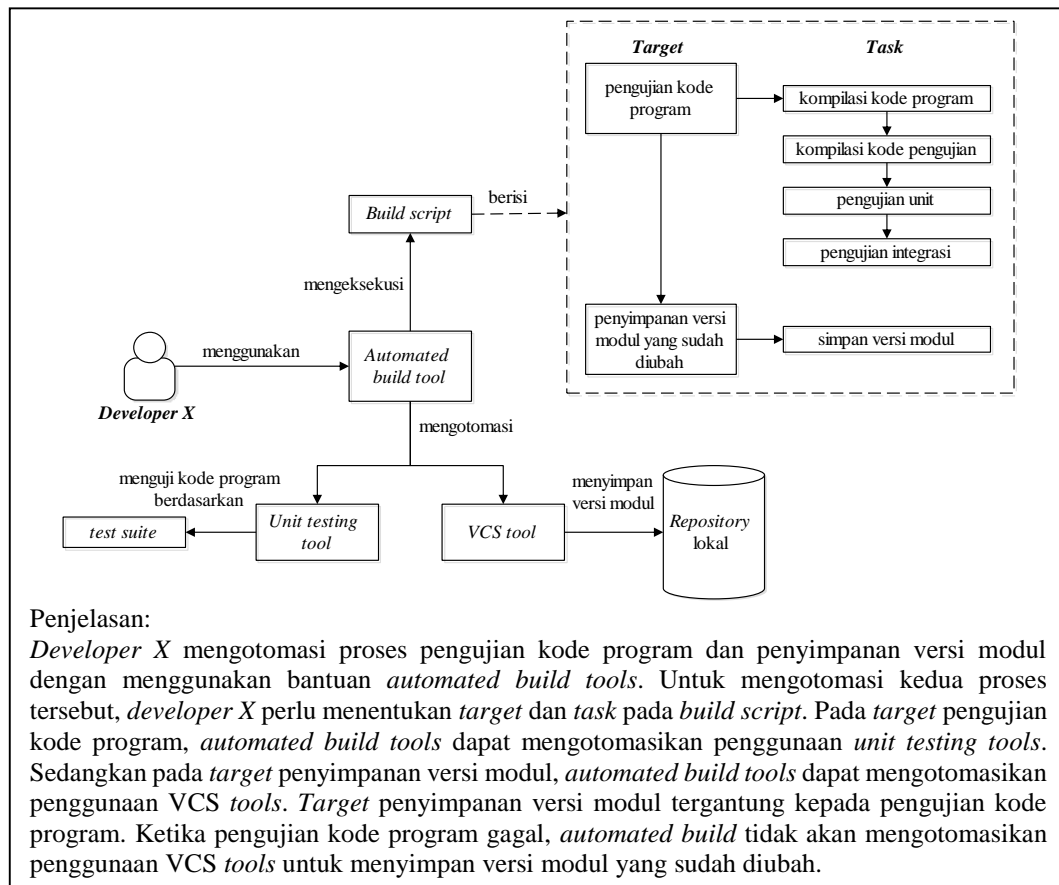 Target
Task
pengujian kode
program
kompilasi kode program
kompilasi kode pengujian
pengujian unit
pengujian integrasi
berisi
Build script
mengeksekusi
penyimpanan versi
modul yang sudah
diubah
simpan versi modul
menggunakan
Automated
build tool
Developer X
mengotomasi
menguji kode program
berdasarkan
menyimpan
versi modul
test suite
Unit testing
tool
VCS tool
Repository
lokal
Penjelasan:
Developer X mengotomasi proses pengujian kode program dan penyimpanan versi modul
dengan menggunakan bantuan automated build tools. Untuk mengotomasi kedua proses
tersebut, developer X perlu menentukan target dan task pada build script. Pada target pengujian
kode program, automated build tools dapat mengotomasikan penggunaan unit testing tools.
Sedangkan pada target penyimpanan versi modul, automated build tools dapat mengotomasikan
penggunaan VCS tools. Target penyimpanan versi modul tergantung kepada pengujian kode
program. Ketika pengujian kode program gagal, automated build tidak akan mengotomasikan
penggunaan VCS tools untuk menyimpan versi modul yang sudah diubah.